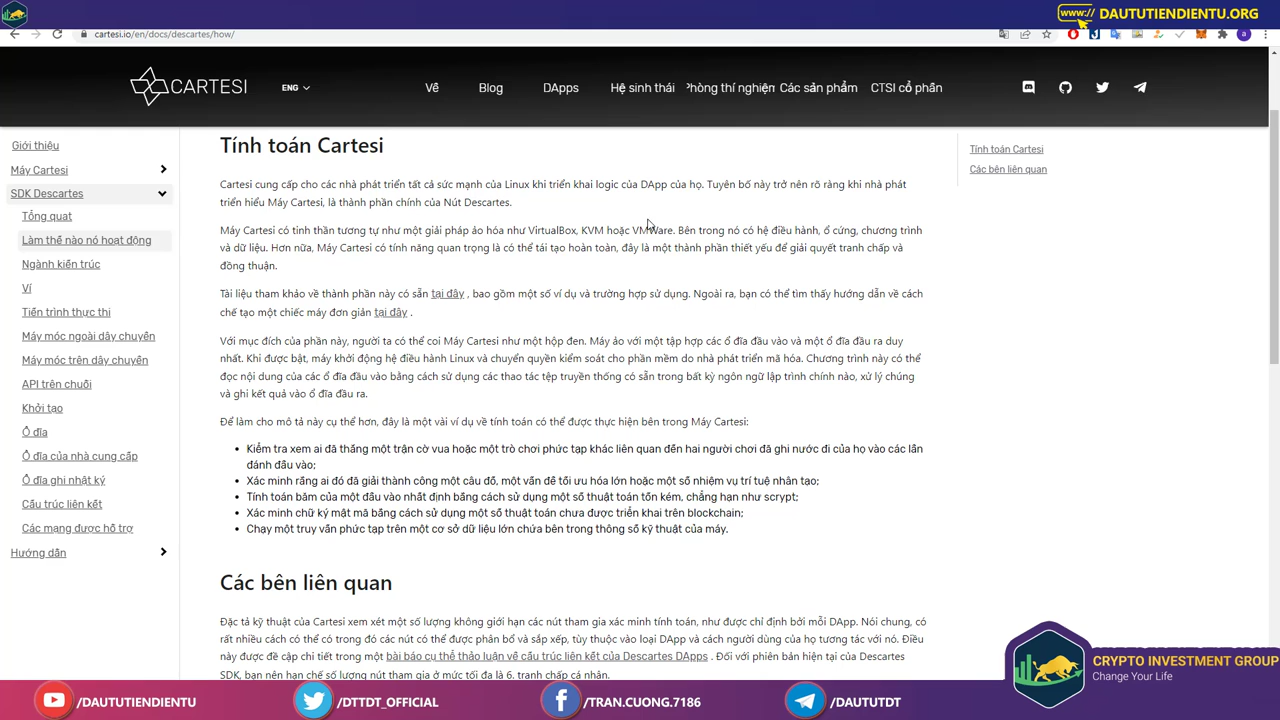 www://
DAUTUTIENDIENTU.ORG
cartesi.io/en/docs/descartes/how/
a
CARTESI
ENG
Về
Blog
DApps
Hệ sinh thái
Phòng thí nghiệm
Các sản phẩm
CTSI cổ phần
Giới thiệu
Máy Cartesi
SDK Descartes
Tổng quat
Làm thế nào nó hoạt động
Ngành kiến trúc
Ví
Tiến trình thực thi
Máy móc ngoài dây chuyền
Máy móc trên dây chuyền
API trên chuỗi
Khởi tạo
Ổ đĩa
Ổ đĩa của nhà cung cấp
Ổ đĩa ghi nhật ký
Cấu trúc liên kết
Các mạng được hỗ trợ
Hướng dẫn
Tính toán Cartesi
Cartesi cung cấp cho các nhà phát triển tất cả sức mạnh của Linux khi triển khai logic của DApp của họ. Tuyên bố này trở nên rõ ràng khi nhà phát
triển hiểu Máy Cartesi, là thành phần chính của Nút Descartes.
Máy Cartesi có tinh thần tương tự như một giải pháp ảo hóa như VirtualBox, KVM hoặc VMWare. Bên trong nó có hệ điều hành, ổ cứng, chương trình
và dữ liệu. Hơn nữa, Máy Cartesi có tính năng quan trọng là có thể tái tạo hoàn toàn, đây là một thành phần thiết yếu để giải quyết tranh chấp và
đồng thuận.
Tài liệu tham khảo về thành phần này có sẵn tại đây , bao gồm một số ví dụ và trường hợp sử dụng. Ngoài ra, bạn có thể tìm thấy hướng dẫn về cách
chế tạo một chiếc máy đơn giản tại đây .
Với mục đích của phần này, người ta có thể coi Máy Cartesi như một hộp đen. Máy ảo với một tập hợp các ổ đĩa đầu vào và một ổ đĩa đầu ra duy
nhất. Khi được bật, máy khởi động hệ điều hành Linux và chuyển quyền kiểm soát cho phần mềm do nhà phát triển mã hóa. Chương trình này có thể
đọc nội dung của các ổ đĩa đầu vào bằng cách sử dụng các thao tác tệp truyền thống có sẵn trong bất kỳ ngôn ngữ lập trình chính nào, xử lý chúng
và ghi kết quả vào ổ đĩa đầu ra.
Để làm cho mô tả này cụ thể hơn, đây là một vài ví dụ về tính toán có thể được thực hiện bên trong Máy Cartesi:
Kiểm tra xem ai đã thắng một trận cờ vua hoặc một trò chơi phức tạp khác liên quan đến hai người chơi đã ghi nước đi của họ vào các lần
đánh đầu vào;
Xác minh rằng ai đó đã giải thành công một câu đố, một vấn đề tối ưu hóa lớn hoặc một số nhiệm vụ trí tuệ nhân tạo;
Tính toán băm của một đầu vào nhất định bằng cách sử dụng một số thuật toán tốn kém, chẳng hạn như scrypt;
Xác minh chữ ký mật mã bằng cách sử dụng một số thuật toán chưa được triển khai trên blockchain;
Chạy một truy vấn phức tạp trên một cơ sở dữ liệu lớn chứa bên trong thông số kỹ thuật của máy.
Các bên liên quan
Đặc tả kỹ thuật của Cartesi xem xét một số lượng không giới hạn các nút tham gia xác minh tính toán, như được chỉ định bởi mỗi DApp. Nói chung, có
rất nhiều cách có thể có trong đó các nút có thể được phân bổ và sắp xếp, tùy thuộc vào loại DApp và cách người dùng của họ tương tác với nó. Điều
này được đề cập chi tiết trong một bài báo cụ thể thảo luận về cấu trúc liên kết của Descartes DApps . Đối với phiên bản hiện tại của Descartes
SDK, bạn nên hạn chế số lượng nút tham gia ở mức tối đa là 6. tranh chấp cá nhân.
Tính toán Cartesi
Các bên liên quan
CRYPTO INVESTMENT GROUP
Change Your Life
/DAUTUTIENDIENTU
/DTTDT_OFFICIAL
/TRAN.CUONG.7186
/DAUTUTDT